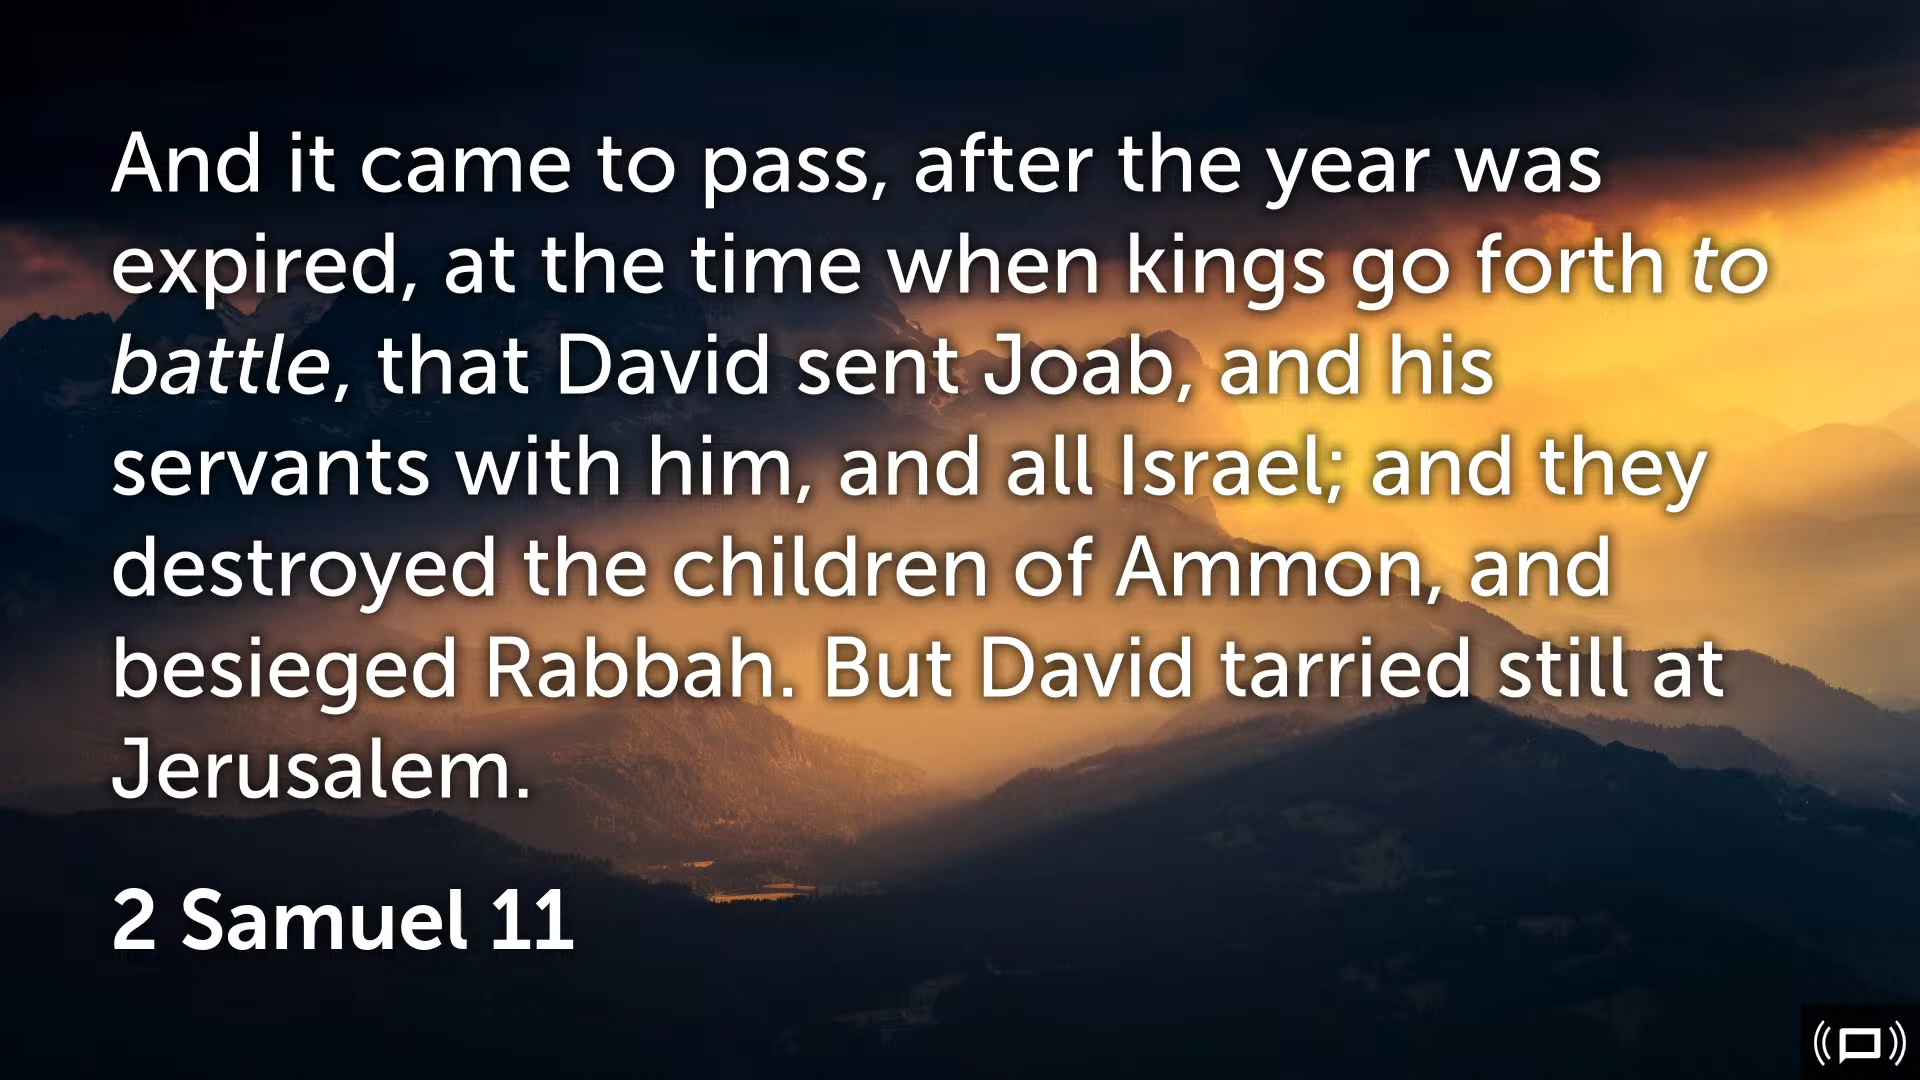 And it came to pass, after the year was
expired, at the time when kings go forth to
battle, that David sent Joab, and his
servants with him, and all Israel; and they
destroyed the children of Ammon, and
besieged Rabbah. But David tarried still at
Jerusalem.
2 Samuel 11